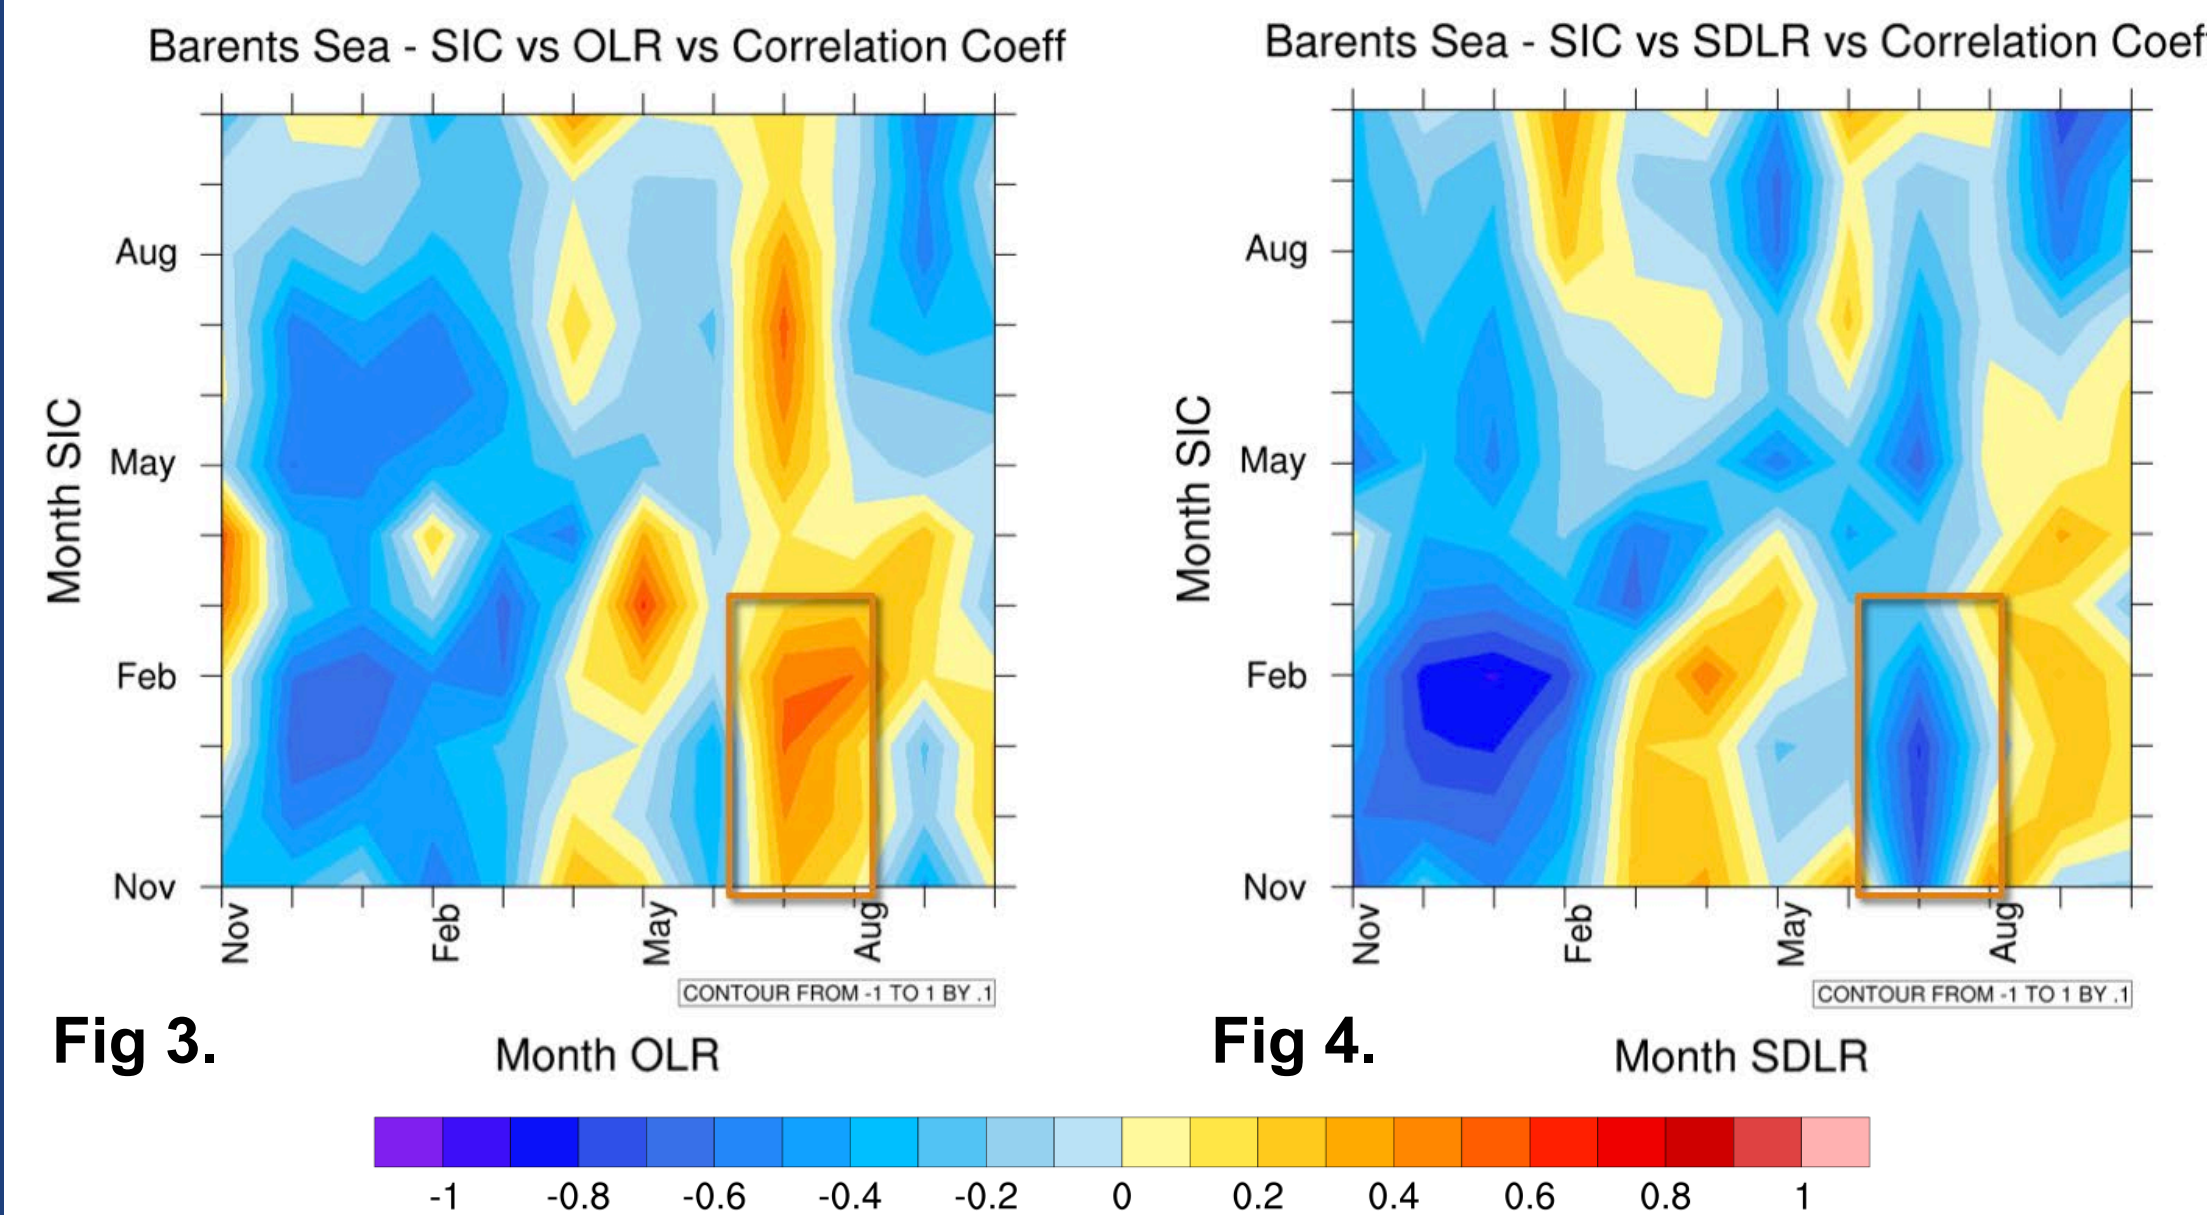 Barents Sea - SIC vs OLR vs Correlation Coeff
Month SIC
Aug
May
Feb
Nov
Nov
Feb
May
Aug
CONTOUR FROM -1 TO 1 BY .1
Fig 3.
Month OLR
Barents Sea - SIC vs SDLR vs Correlation Coef
Month SIC
Aug
May
Feb
Nov
Nov
Feb
May
Aug
CONTOUR FROM -1 TO 1 BY .1
Fig 4.
Month SDLR
-1 -0.8 -0.6 -0.4 -0.2 0 0.2 0.4 0.6 0.8 1